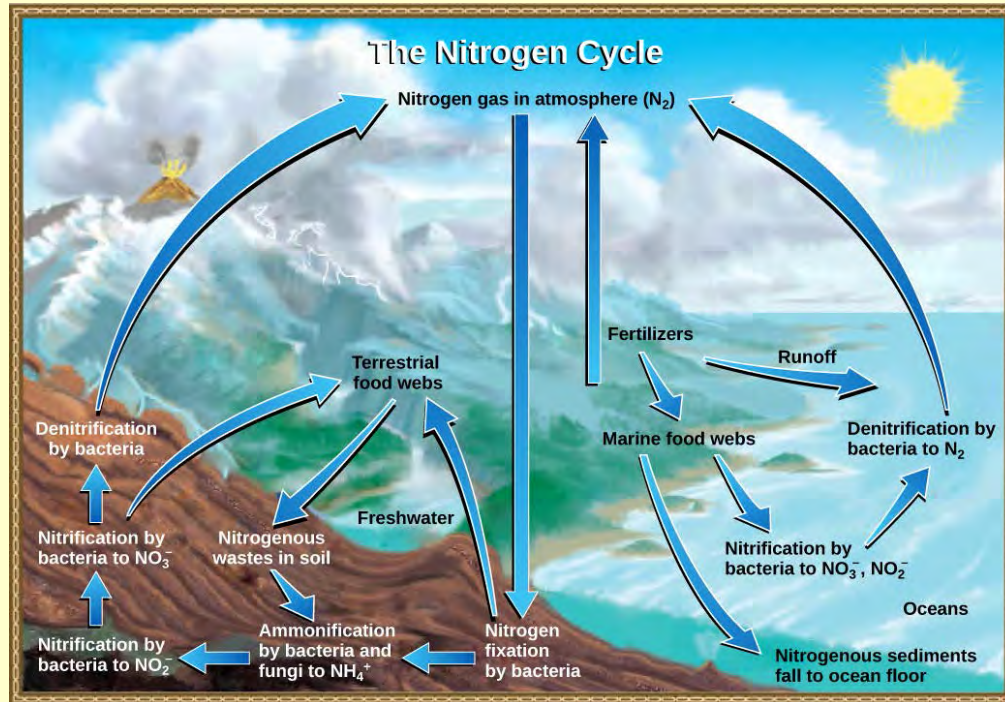 The Nitrogen Cycle
Nitrogen gas in atmosphere (N₂)
Fertilizers
Runoff
Terrestrial
food webs
Denitrification
by bacteria
Marine food webs
Denitrification by
bacteria to N₂
Freshwater
Nitrification by
bacteria to NO₃⁻
Nitrogenous
wastes in soil
Nitrification by
bacteria to NO₃⁻, NO₂⁻
Oceans
Nitrification by
bacteria to NO₂⁻
Ammonification
by bacteria and
fungi to NH₄⁺
Nitrogen
fixation
by bacteria
Nitrogenous sediments
fall to ocean floor